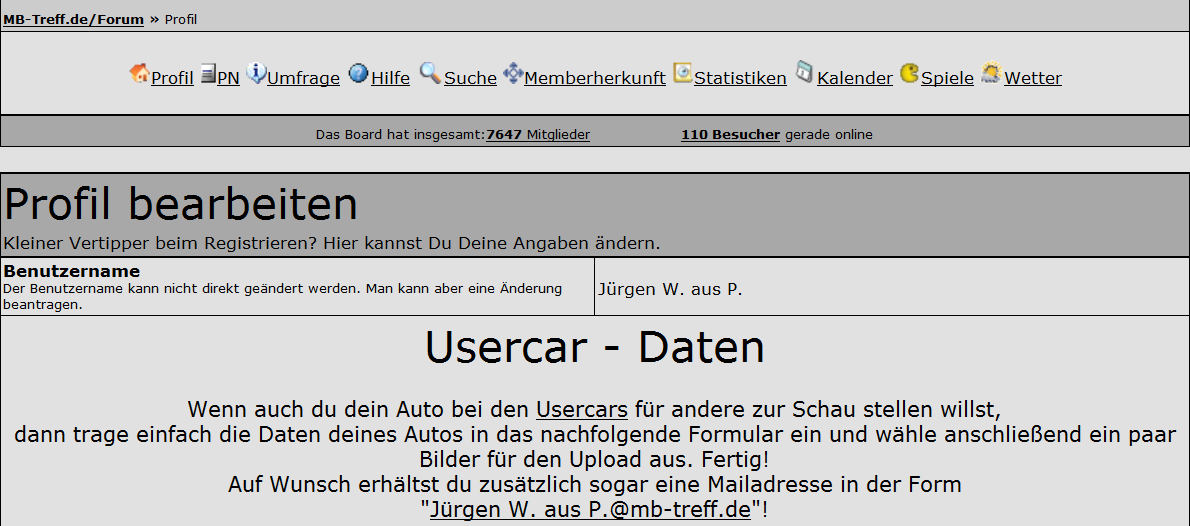 MB-Treff.de/Forum » Profil
Profil PN Umfrage Hilfe Suche Memberherkunft Statistiken Kalender Spiele Wetter
Das Board hat insgesamt:7647 Mitglieder 110 Besucher gerade online
Profil bearbeiten
Kleiner Vertipper beim Registrieren? Hier kannst Du Deine Angaben ändern.
Benutzername
Der Benutzername kann nicht direkt geändert werden. Man kann aber eine Änderung
beantragen.
Jürgen W. aus P.
Usercar - Daten
Wenn auch du dein Auto bei den Usercars für andere zur Schau stellen willst,
dann trage einfach die Daten deines Autos in das nachfolgende Formular ein und wähle anschließend ein paar
Bilder für den Upload aus. Fertig!
Auf Wunsch erhältst du zusätzlich sogar eine Mailadresse in der Form
"Jürgen W. aus P.@mb-treff.de"!